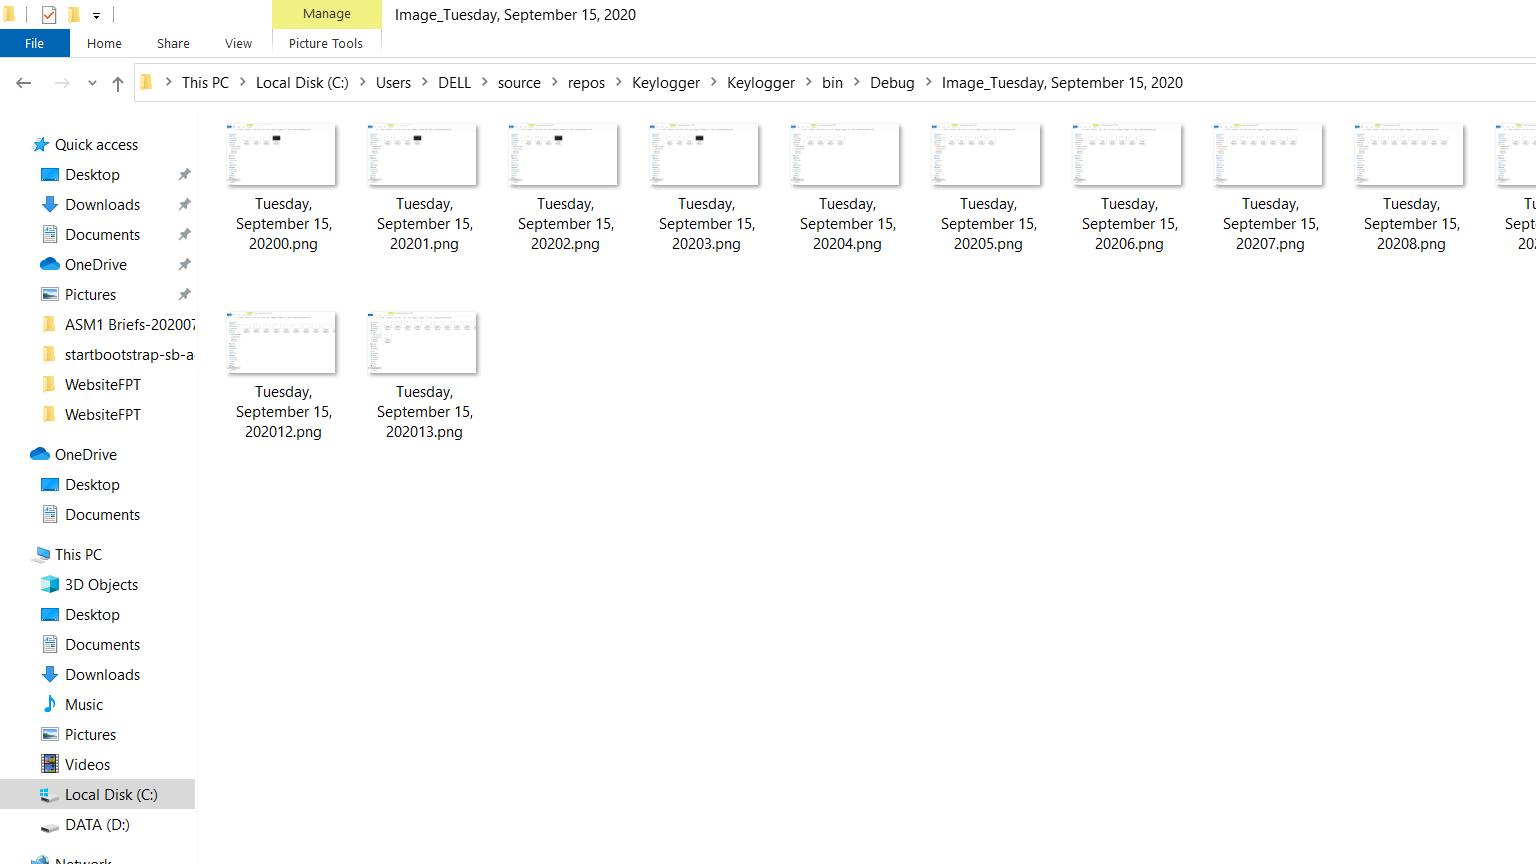 Manage
Image_Tuesday, September 15, 2020
File
Home
Share
View
Picture Tools
This PC
Local Disk (C:)
Users
DELL
source
repos
Keylogger
Keylogger
bin
Debug
Image_Tuesday, September 15, 2020
Quick access
Desktop
Downloads
Documents
OneDrive
Pictures
ASM1 Briefs-202007
startbootstrap-sb-a
WebsiteFPT
WebsiteFPT
OneDrive
Desktop
Documents
This PC
3D Objects
Desktop
Documents
Downloads
Music
Pictures
Videos
Local Disk (C:)
DATA (D:)
Network
Tuesday,
September 15,
20200.png
Tuesday,
September 15,
20201.png
Tuesday,
September 15,
20202.png
Tuesday,
September 15,
20203.png
Tuesday,
September 15,
20204.png
Tuesday,
September 15,
20205.png
Tuesday,
September 15,
20206.png
Tuesday,
September 15,
20207.png
Tuesday,
September 15,
20208.png
Tuesday,
September 15,
202012.png
Tuesday,
September 15,
202013.png